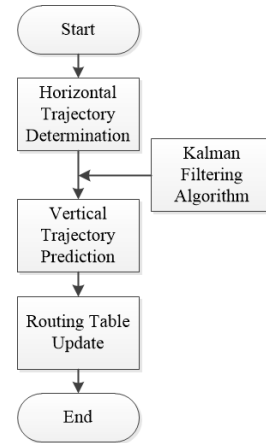 Start
Horizontal
Trajectory
Determination
Kalman
Filtering
Algorithm
Vertical
Trajectory
Prediction
Routing Table
Update
End